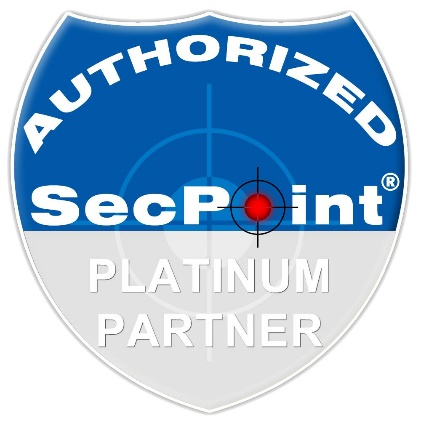 AUTHORIZED
SecPoint®
PLATINUM
PARTNER